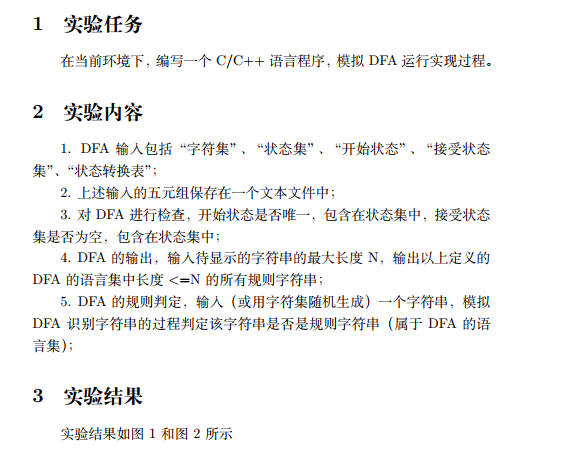 1 实验任务
在当前环境下，编写一个 C/C++ 语言程序，模拟 DFA 运行实现过程。
2 实验内容
1. DFA 输入包括 “字符集”、“状态集”、“开始状态”、“接受状态
集”、“状态转换表”；
2. 上述输入的五元组保存在一个文本文件中；
3. 对 DFA 进行检查，开始状态是否唯一，包含在状态集中，接受状态
集是否为空，包含在状态集中；
4. DFA 的输出，输入待显示的字符串的最大长度 N，输出以上定义的
DFA 的语言集中长度 <=N 的所有规则字符串；
5. DFA 的规则判定，输入（或用字符集随机生成）一个字符串，模拟
DFA 识别字符串的过程判定该字符串是否是规则字符串（属于 DFA 的语
言集）；
3 实验结果
实验结果如图 1 和图 2 所示